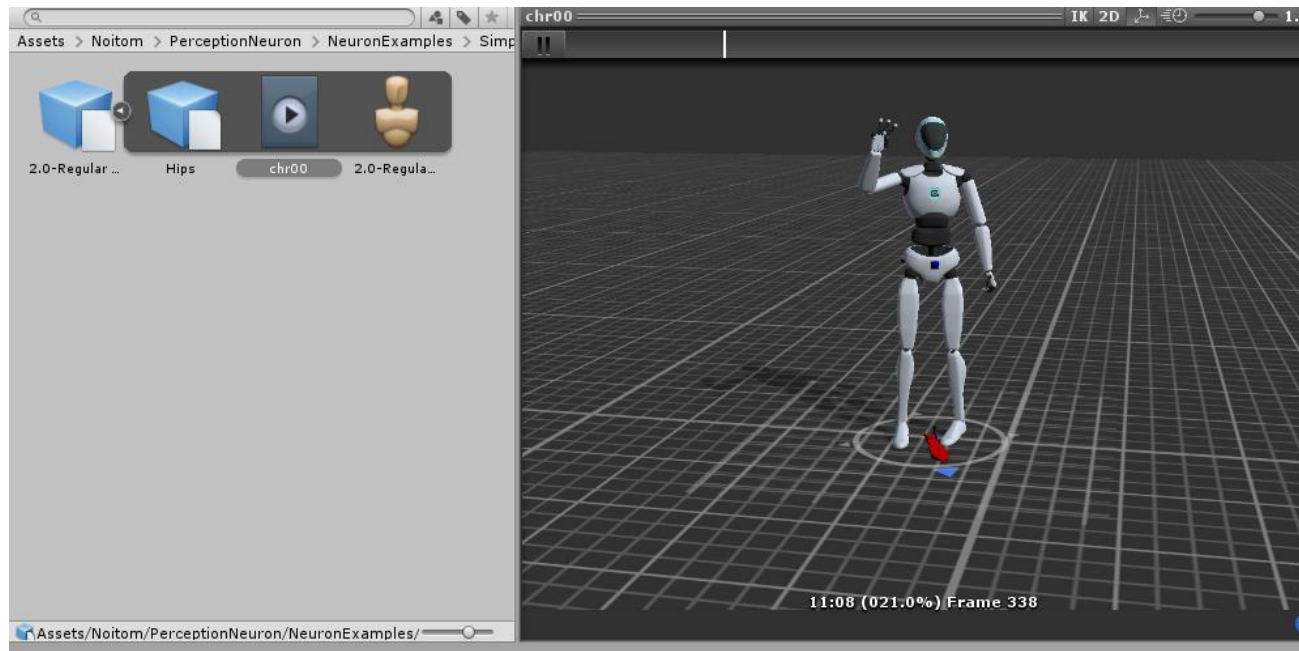 chr00
IK 2D
1.
Assets > Noitom > PerceptionNeuron > NeuronExamples > Simp
2.0-Regular ...
Hips
chr00
2.0-Regula...
11:08 (021.0%) Frame 338
Assets/Noitom/PerceptionNeuron/NeuronExamples/